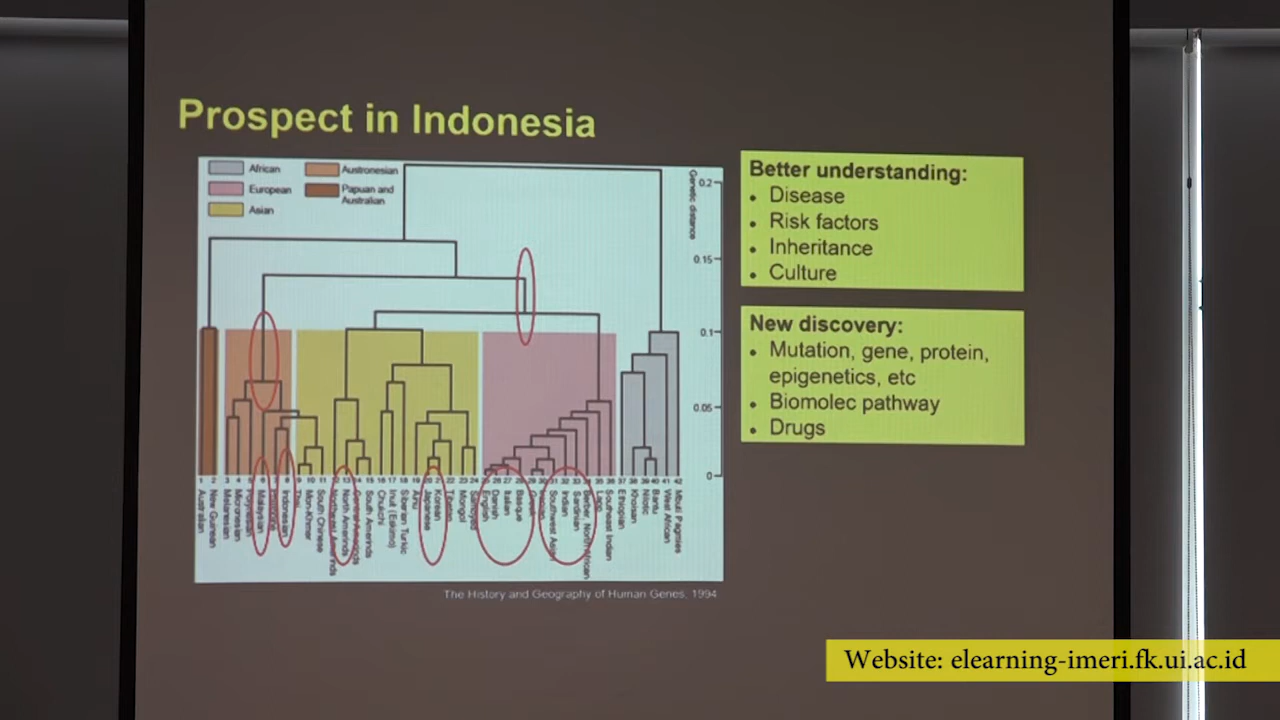 Prospect in Indonesia
African
European
Asian
Austronesian
Papuan and
Australian
Genetic distance
0.2
0.15
0.1
0.05
0
Australian
New Guinean
Melanesian
Micronesian
Polynesian
Malaysian
Indonesian
Thai
Mon-Khmer
South Chinese
North Amerinds
South Amerinds
Chukchi
Inuit (Eskimo)
Siberian Turkic
Ainu
Japanese
Korean
Mongol
Samoyed
English
Danish
Italian
Basque
Southwest Asian
Indian
Sardinian
Berber, North African
Lapp
Southeast Indian
Ethiopian
Khoisan
Nilotic
Bantu
West African
Mbuti Pygmies
The History and Geography of Human Genes, 1994
Better understanding:
• Disease
• Risk factors
• Inheritance
• Culture
New discovery:
• Mutation, gene, protein,
epigenetics, etc
• Biomolec pathway
• Drugs
Website: elearning-imeri.fk.ui.ac.id